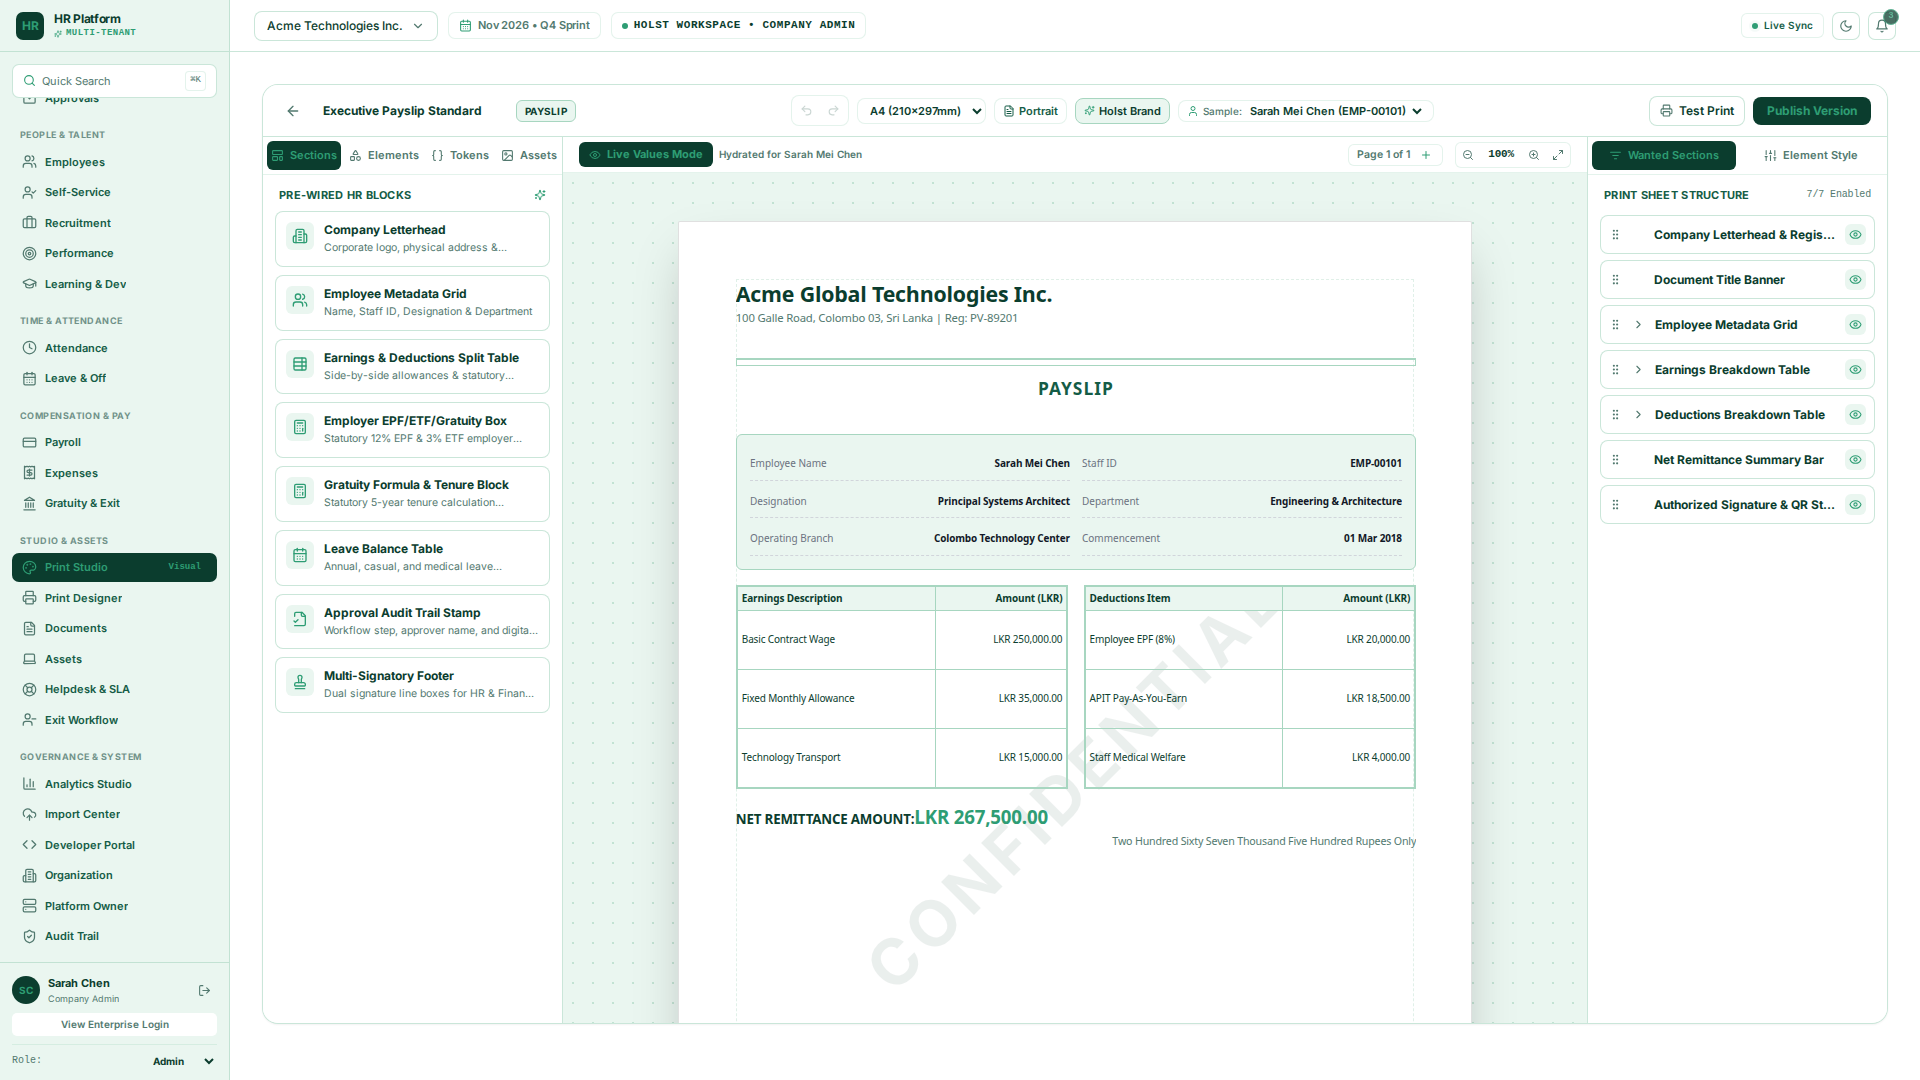 HR
HR Platform
MULTI-TENANT
Quick Search
⌘K
Approvals
PEOPLE & TALENT
Employees
Self-Service
Recruitment
Performance
Learning & Dev
TIME & ATTENDANCE
Attendance
Leave & Off
COMPENSATION & PAY
Payroll
Expenses
Gratuity & Exit
STUDIO & ASSETS
Print Studio Visual
Print Designer
Documents
Assets
Helpdesk & SLA
Exit Workflow
GOVERNANCE & SYSTEM
Analytics Studio
Import Center
Developer Portal
Organization
Platform Owner
Audit Trail
SC
Sarah Chen
Company Admin
View Enterprise Login
Role: Admin
Acme Technologies Inc.
Nov 2026 • Q4 Sprint
HOLST WORKSPACE • COMPANY ADMIN
Live Sync
3
Executive Payslip Standard
PAYSLIP
A4 (210×297mm)
Portrait
Holst Brand
Sample: Sarah Mei Chen (EMP-00101)
Test Print
Publish Version
Sections
Elements
Tokens
Assets
PRE-WIRED HR BLOCKS
Company Letterhead
Corporate logo, physical address &...
Employee Metadata Grid
Name, Staff ID, Designation & Department
Earnings & Deductions Split Table
Side-by-side allowances & statutory...
Employer EPF/ETF/Gratuity Box
Statutory 12% EPF & 3% ETF employer...
Gratuity Formula & Tenure Block
Statutory 5-year tenure calculation...
Leave Balance Table
Annual, casual, and medical leave...
Approval Audit Trail Stamp
Workflow step, approver name, and digita...
Multi-Signatory Footer
Dual signature line boxes for HR & Finan...
Live Values Mode
Hydrated for Sarah Mei Chen
Page 1 of 1
100%
Acme Global Technologies Inc.
100 Galle Road, Colombo 03, Sri Lanka | Reg: PV-89201
PAYSLIP
Employee Name Sarah Mei Chen Staff ID EMP-00101
Designation Principal Systems Architect Department Engineering & Architecture
Operating Branch Colombo Technology Center Commencement 01 Mar 2018
Earnings Description Amount (LKR) Deductions Item Amount (LKR)
Basic Contract Wage LKR 250,000.00 Employee EPF (8%) LKR 20,000.00
Fixed Monthly Allowance LKR 35,000.00 APIT Pay-As-You-Earn LKR 18,500.00
Technology Transport LKR 15,000.00 Staff Medical Welfare LKR 4,000.00
NET REMITTANCE AMOUNT:LKR 267,500.00
Two Hundred Sixty Seven Thousand Five Hundred Rupees Only
CONFIDENTIAL
Wanted Sections
Element Style
PRINT SHEET STRUCTURE 7/7 Enabled
Company Letterhead & Regis...
Document Title Banner
Employee Metadata Grid
Earnings Breakdown Table
Deductions Breakdown Table
Net Remittance Summary Bar
Authorized Signature & QR St...